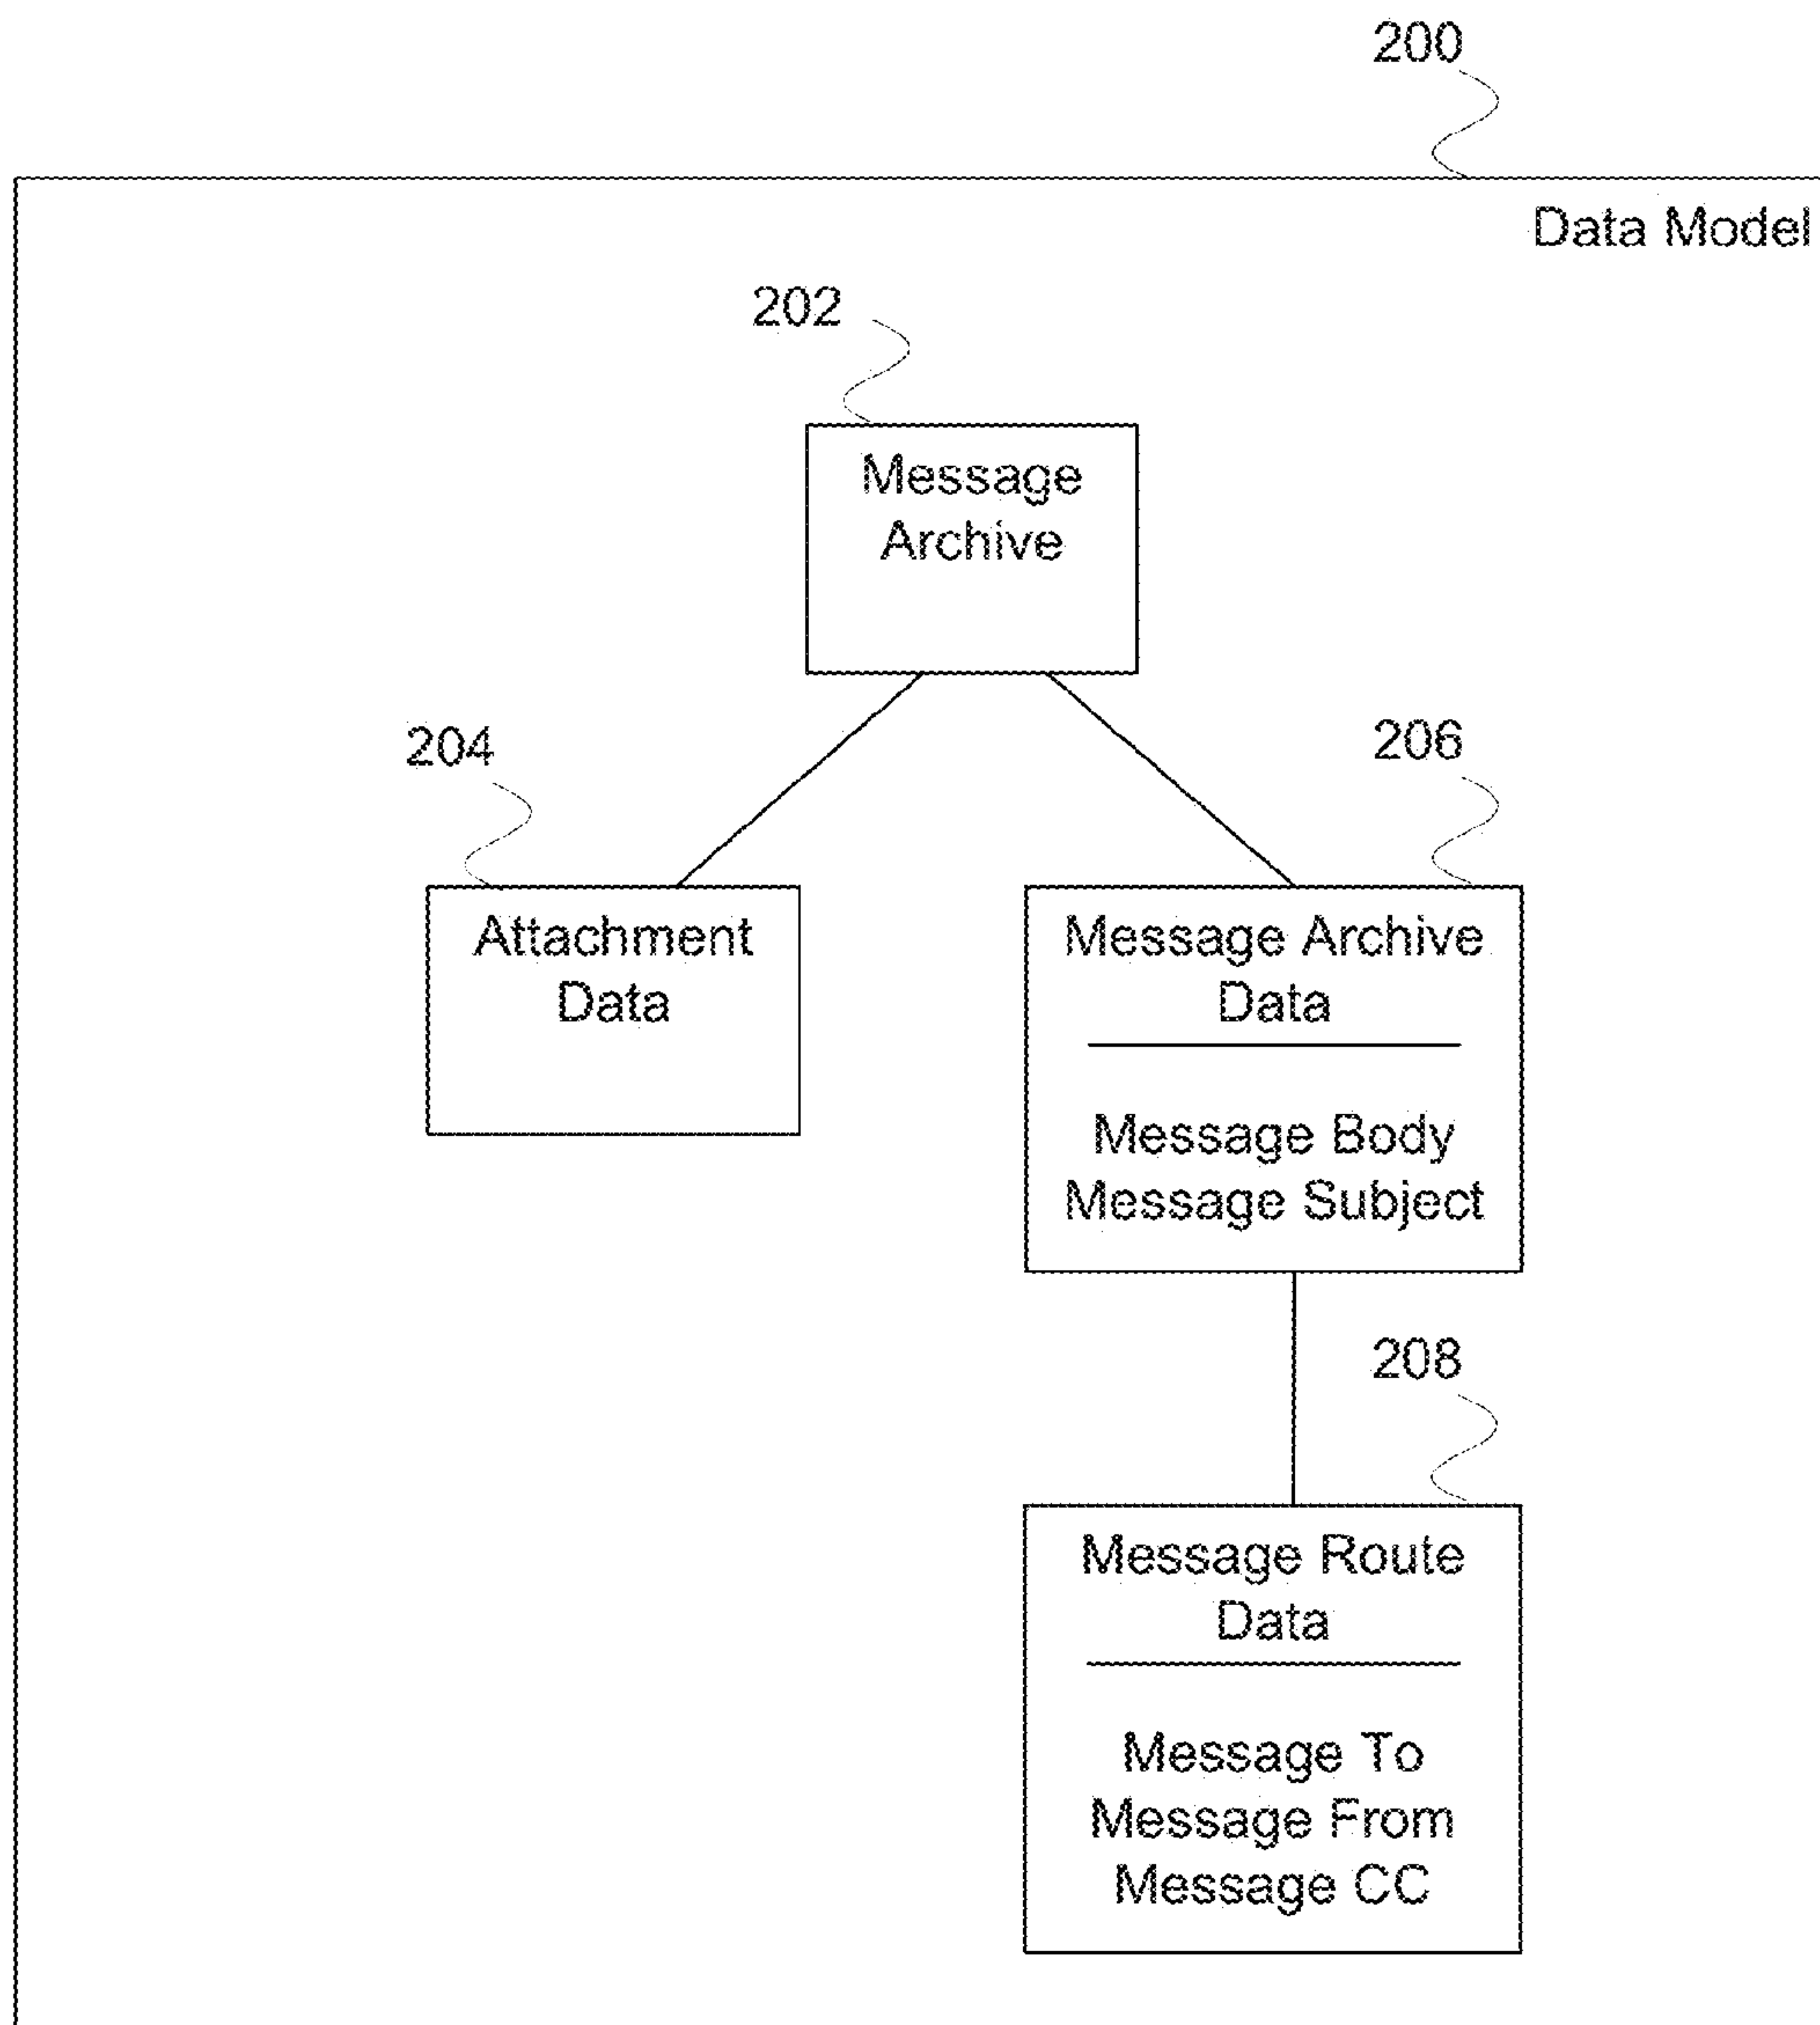 200
Data Model
202
Message
Archive
204
206
Attachment
Data
Message Archive
Data
Message Body
Message Subject
208
Message Route
Data
Message To
Message From
Message CC